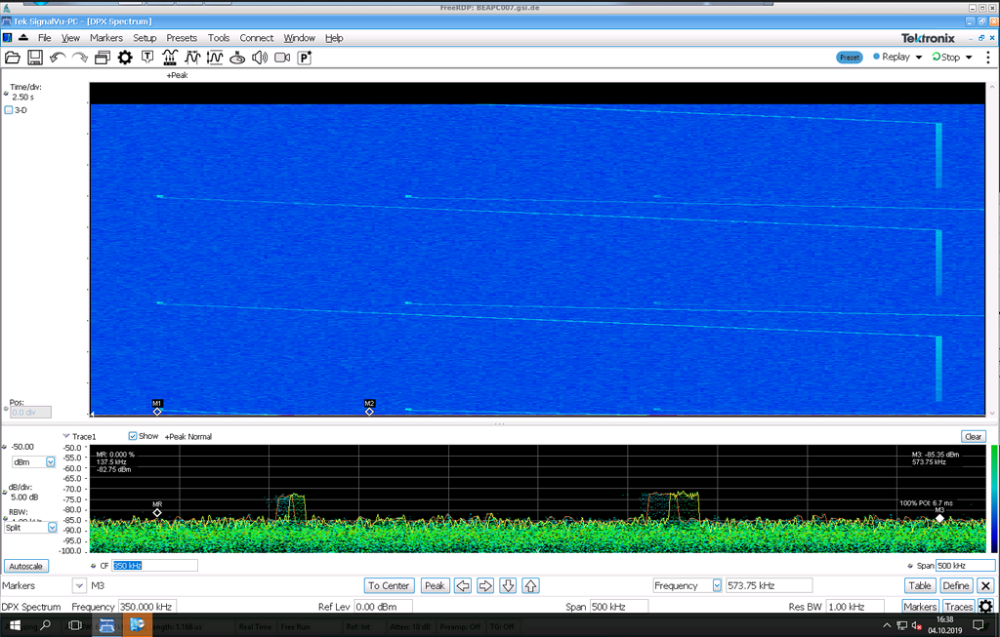 FreeRDP: BEAPC007.gsi.de
Tek SignalVu-PC - [DPX Spectrum]
File View Markers Setup Presets Tools Connect Window Help
Tektronix
T P Preset Replay Stop
+Peak
Time/div:
2.50 s
3-D
Pos:
0.0 div
M1 M2
Trace1 Show +Peak Normal Clear
-50.00
dBm
dB/div:
5.00 dB
RBW:
Split
Autoscale
-50.0
-55.0
-60.0
-65.0
-70.0
-75.0
-80.0
-85.0
-90.0
-95.0
-100.0
MR: 0.000 %
137.5 kHz
-82.75 dBm
M3: -85.35 dBm
573.75 kHz
MR
100% POI: 6.7 ms
M3
CF 350 kHz Span 500 kHz
Markers M3 To Center Peak Frequency 573.75 kHz Table Define
DPX Spectrum Frequency 350.000 kHz Ref Lev 0.00 dBm Span 500 kHz Res BW 1.00 kHz Markers Traces
Real Time Free Run Ref: Int Atten: 10 dB Preamp: Off TG: Off
16:38
04.10.2019